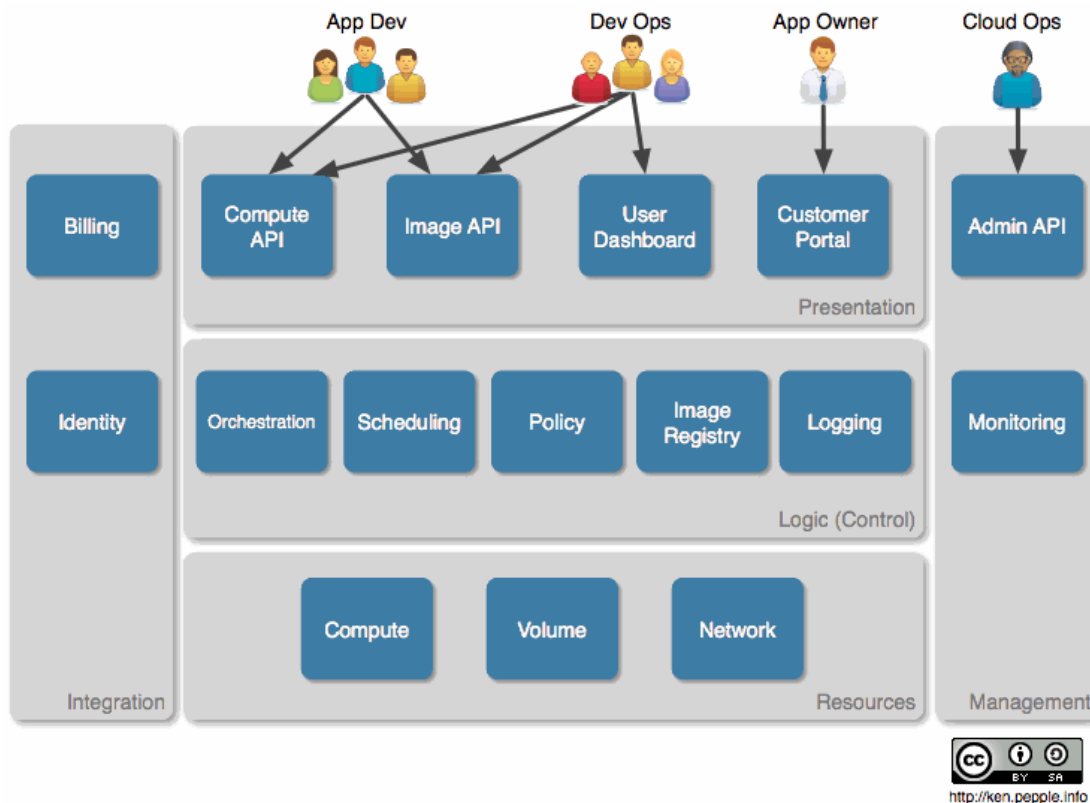 App Dev
Dev Ops
App Owner
Cloud Ops
Billing
Compute
API
Image API
User
Dashboard
Customer
Portal
Admin API
Presentation
Identity
Orchestration
Scheduling
Policy
Image
Registry
Logging
Monitoring
Logic (Control)
Compute
Volume
Network
Integration
Resources
Management
cc
BY SA
http://ken.pepple.info